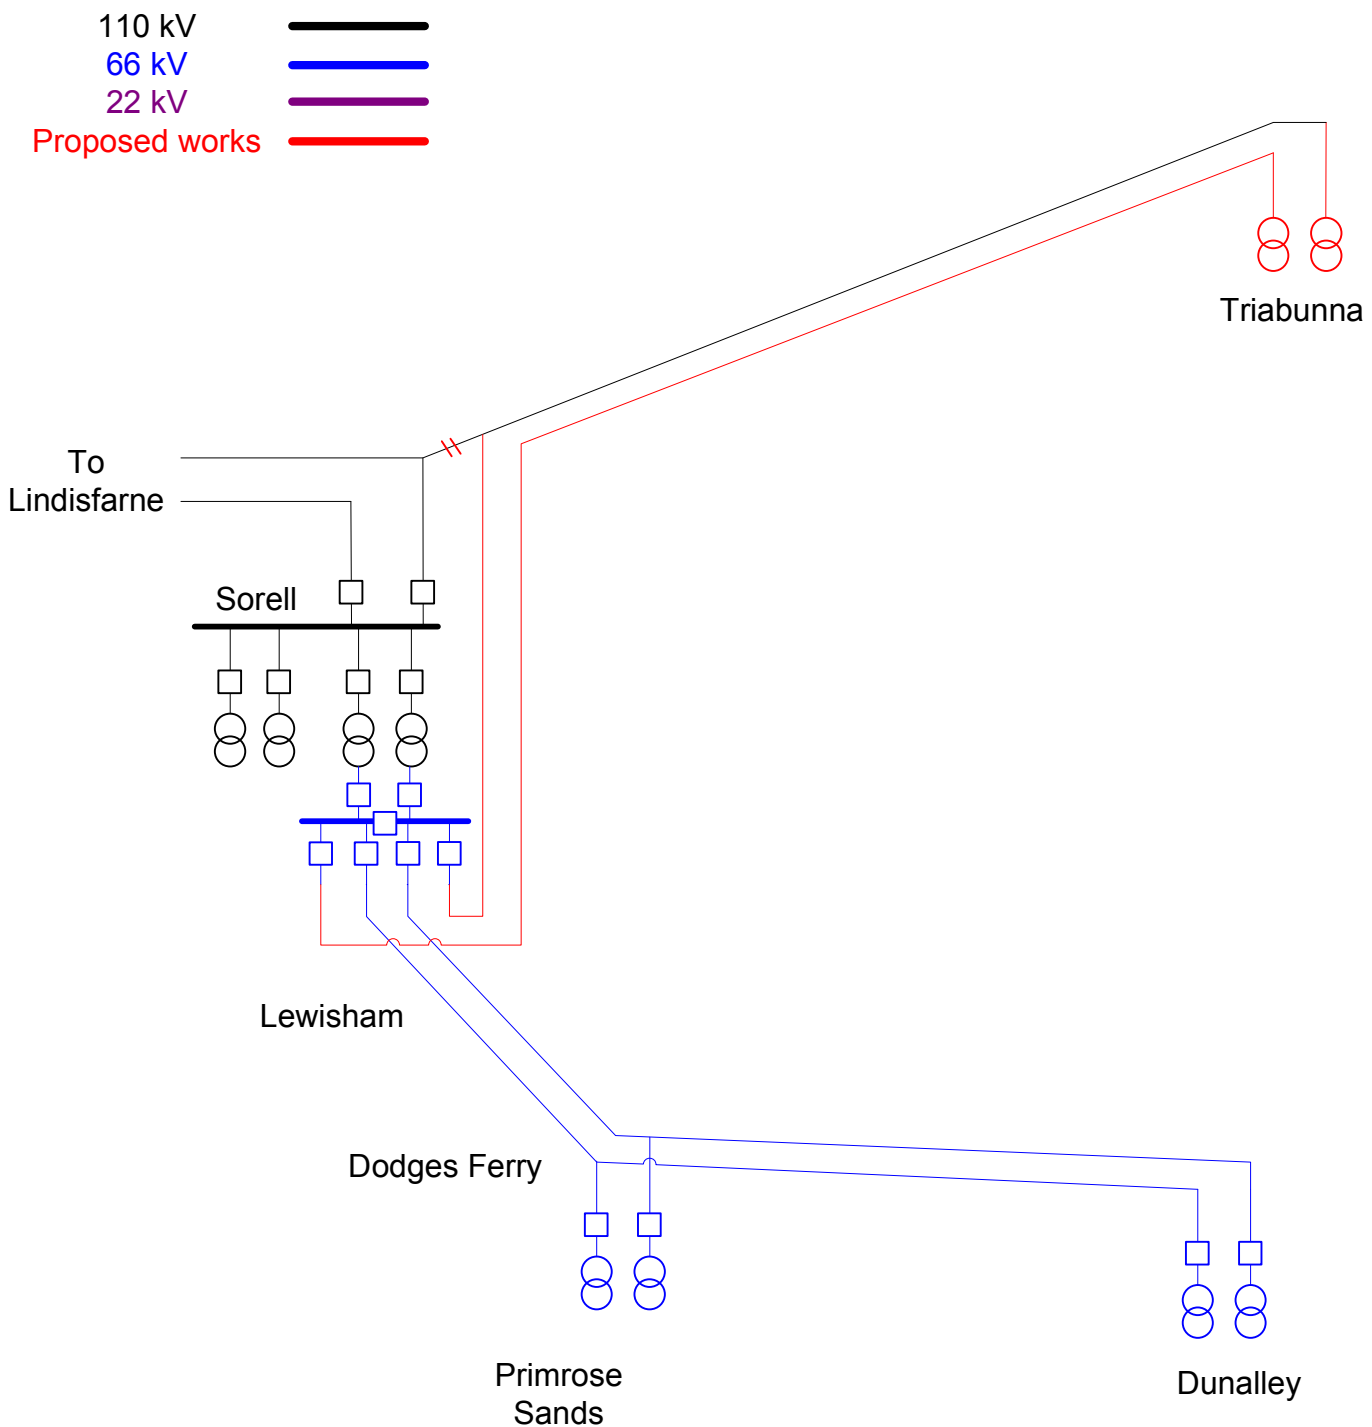 110 kV
66 kV
22 kV
Proposed works
Triabunna
To
Lindisfarne
Sorell
Lewisham
Dodges Ferry
Primrose
Sands
Dunalley